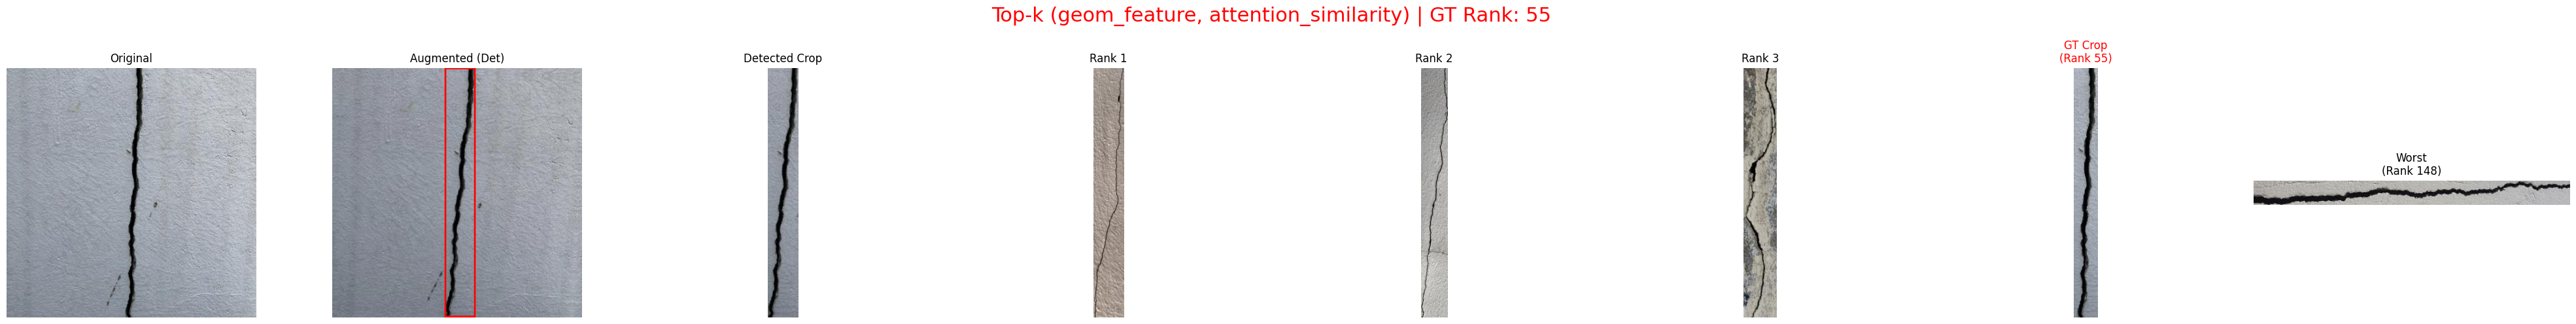 Top-k (geom_feature, attention_similarity) | GT Rank: 55
Original
Augmented (Det)
Detected Crop
Rank 1
Rank 2
Rank 3
GT Crop
(Rank 55)
Worst
(Rank 148)